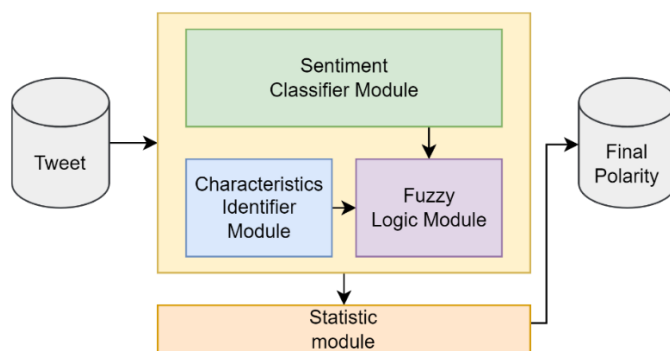 Sentiment
Classifier Module
Tweet
Characteristics
Identifier
Module
Fuzzy
Logic Module
Final
Polarity
Statistic
module